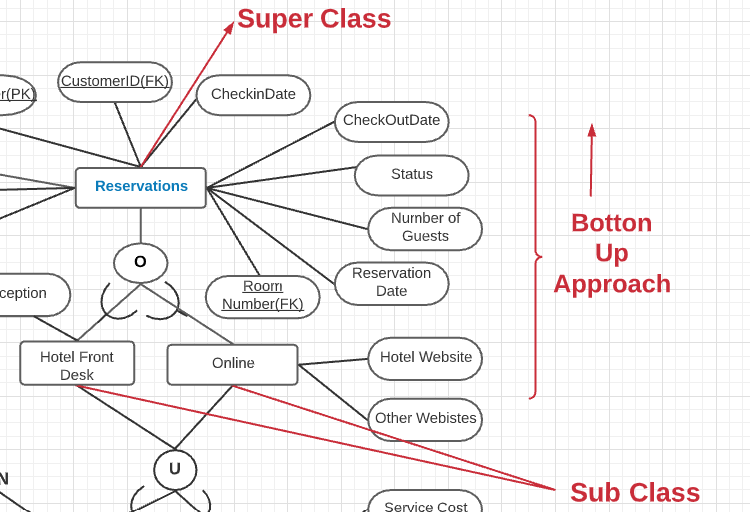 Super Class
CustomerID(FK)
r(PK)
CheckinDate
CheckOutDate
Status
Reservations
Number of
Guests
Botton
Up
Approach
O
Reservation
Date
Room
Number(FK)
ception
Hotel Front
Desk
Online
Hotel Website
Other Webistes
U
N
Sub Class
Service Cost